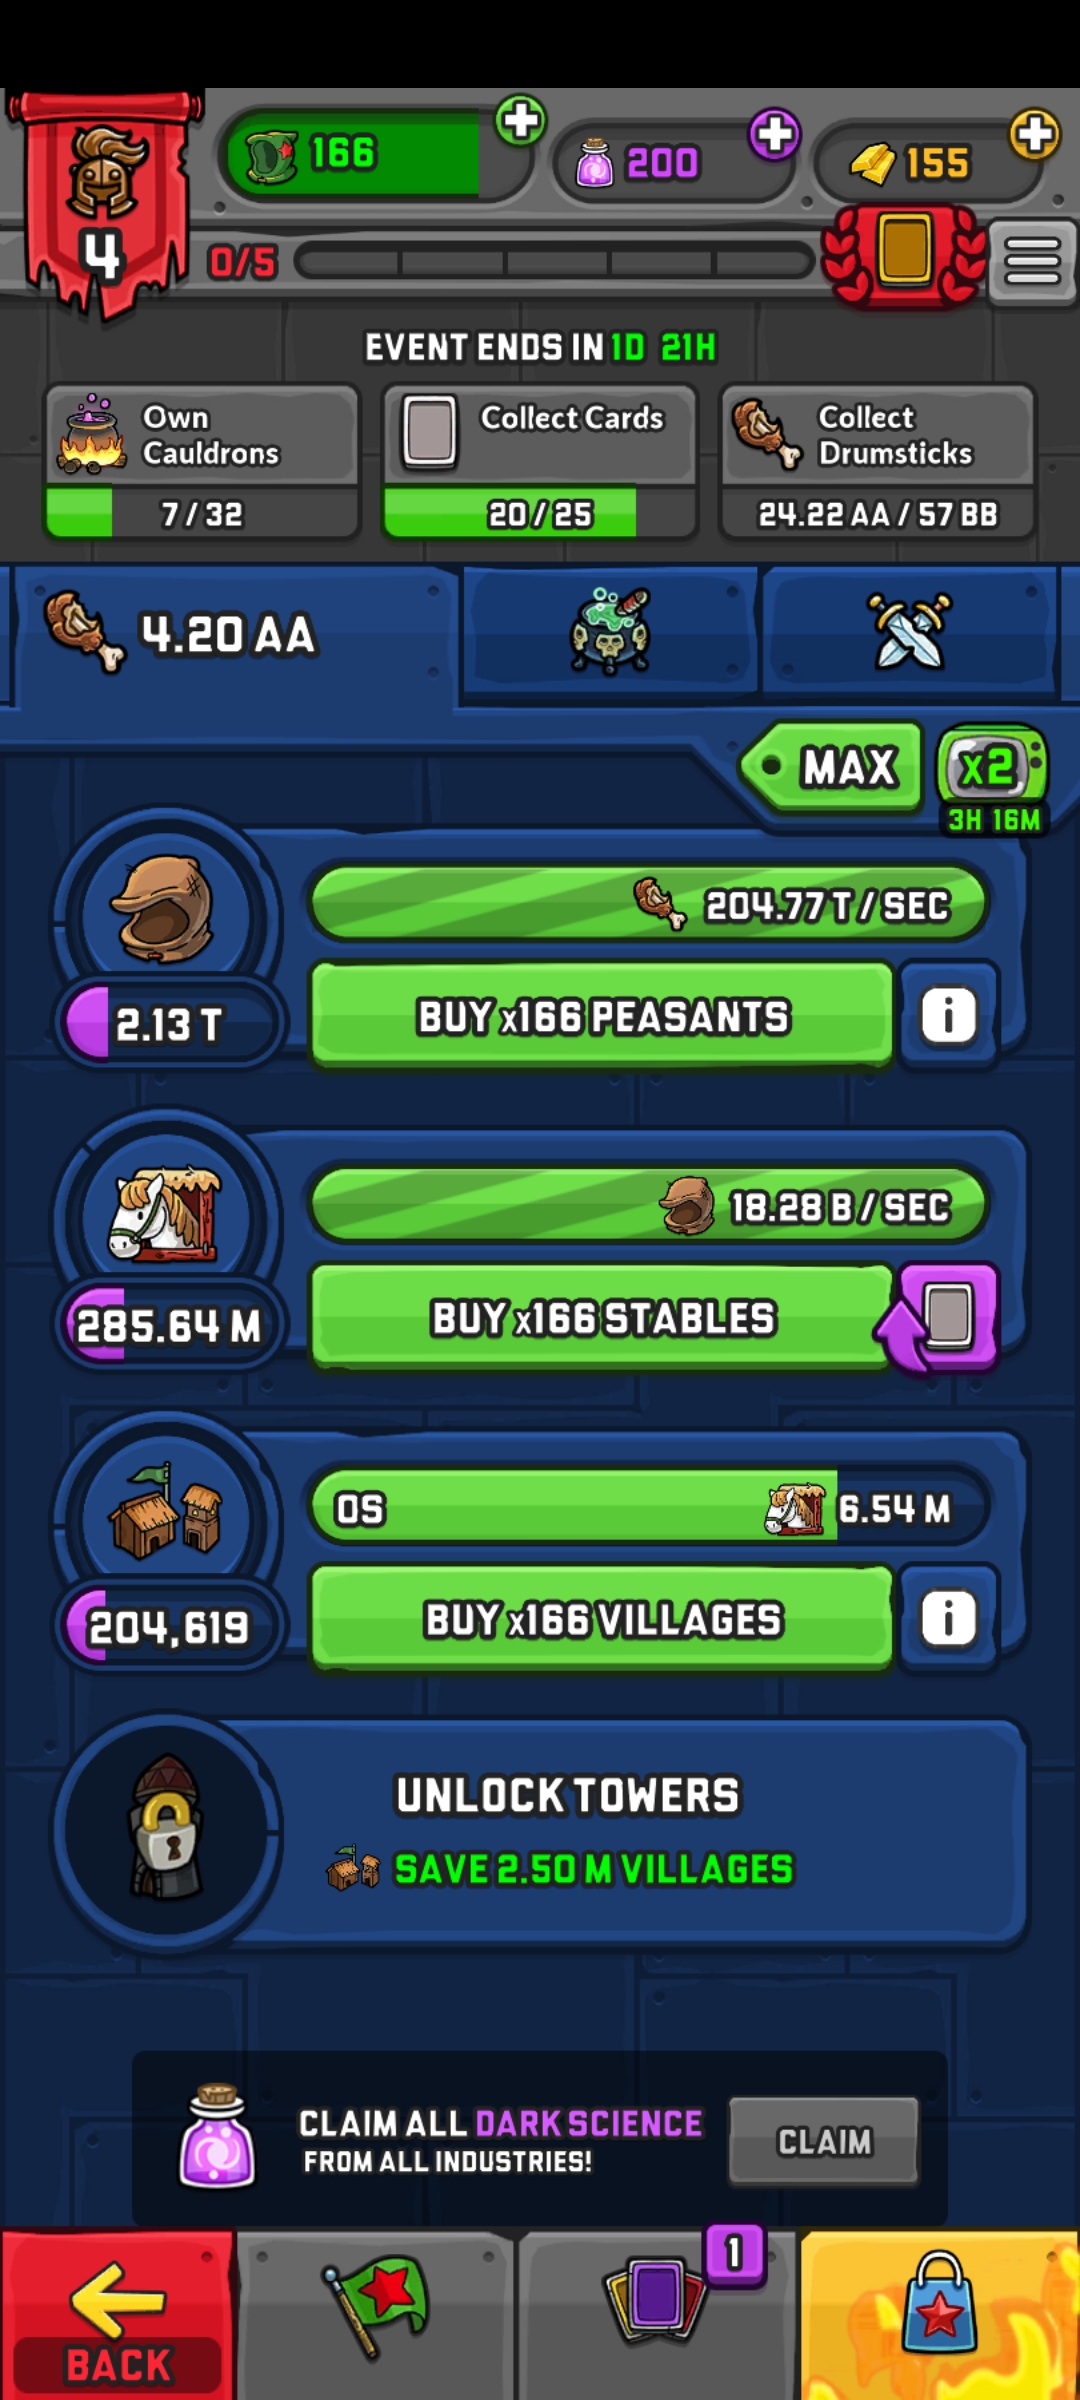 166
200
155
4
0/5
EVENT ENDS IN 1D 21H
Own
Cauldrons
7/32
Collect Cards
20/25
Collect
Drumsticks
24.22 AA / 57 BB
4.20 AA
MAX
x2
3H 16M
204.77 T / SEC
2.13 T
BUY x166 PEASANTS
i
18.28 B / SEC
285.64 M
BUY x166 STABLES
0S
6.54 M
204,619
BUY x166 VILLAGES
i
UNLOCK TOWERS
SAVE 2.50 M VILLAGES
CLAIM ALL DARK SCIENCE
FROM ALL INDUSTRIES!
CLAIM
1
BACK